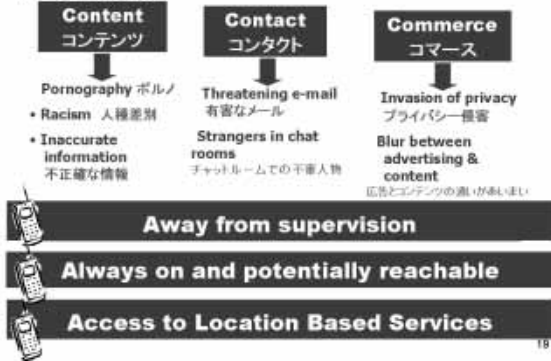 Content
コンテンツ
Pornography ポルノ
• Racism 人種差別
• Inaccurate
information
不正確な情報
Contact
コンタクト
Threatening e-mail
有害なメール
Strangers in chat
rooms
チャットルームでの不審人物
Commerce
コマース
Invasion of privacy
プライバシー侵害
Blur between
advertising &
content
広告とコンテンツの違いがあいまい
Away from supervision
Always on and potentially reachable
Access to Location Based Services
19